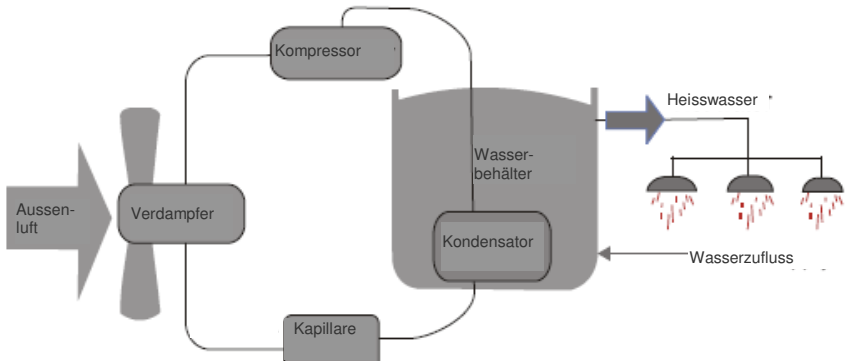 Kompressor
Heisswasser
Wasser-
behälter
Aussen-
luft
Verdampfer
Kondensator
Wasserzufluss
Kapillare